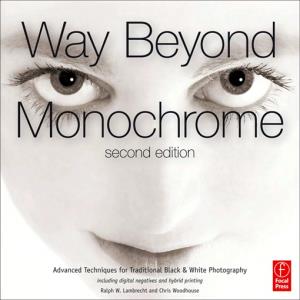 Way Beyond
Monochrome
second edition
Advanced Techniques for Traditional Black & White Photography
including digital negatives and hybrid printing
Ralph W. Lambrecht and Chris Woodhouse
Focal
Press